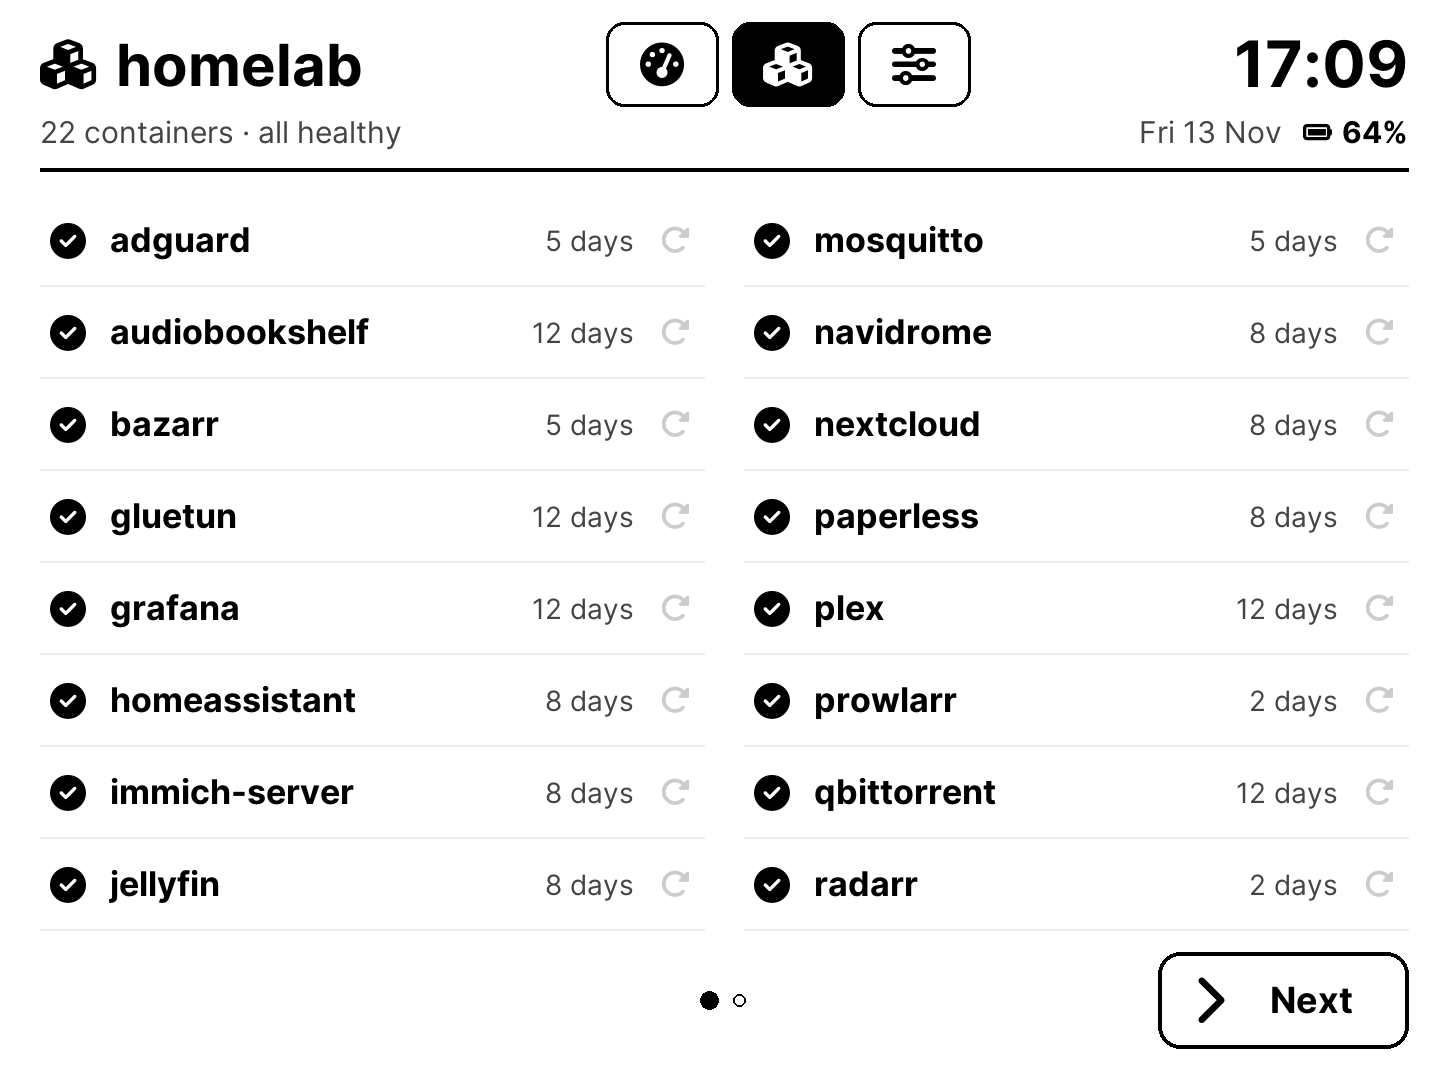 homelab
17:09
22 containers · all healthy
Fri 13 Nov 64%
adguard 5 days
audiobookshelf 12 days
bazarr 5 days
gluetun 12 days
grafana 12 days
homeassistant 8 days
immich-server 8 days
jellyfin 8 days
mosquitto 5 days
navidrome 8 days
nextcloud 8 days
paperless 8 days
plex 12 days
prowlarr 2 days
qbittorrent 12 days
radarr 2 days
Next